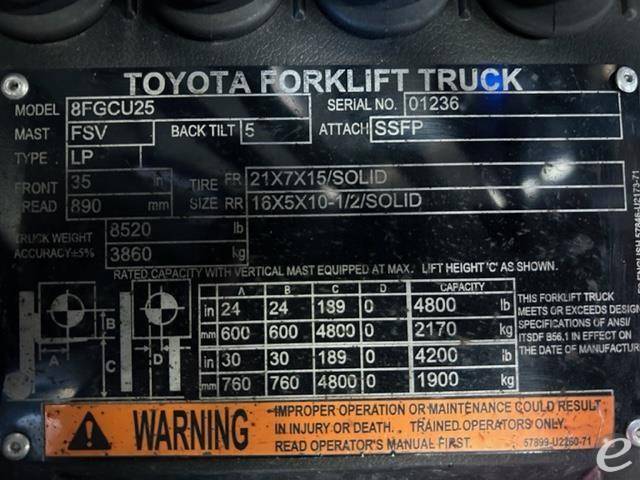 TOYOTA FORKLIFT TRUCK
MODEL 8FGCU25 SERIAL NO. 01236
MAST FSV BACK TILT 5 ATTACH SSFP
TYPE LP
FRONT 35 in TIRE FR 21X7X15/SOLID
READ 890 mm SIZE RR 16X5X10-1/2/SOLID
TRUCK WEIGHT 8520 lb
ACCURACY±5% 3860 kg
RATED CAPACITY WITH VERTICAL MAST EQUIPPED AT MAX. LIFT HEIGHT 'C' AS SHOWN.
A B C D CAPACITY
in 24 24 189 0 4800 lb
mm 600 600 4800 0 2170 kg
in 30 30 189 0 4200 lb
mm 760 760 4800 0 1900 kg
A B C D
THIS FORKLIFT TRUCK
MEETS OR EXCEEDS DESIGN
SPECIFICATIONS OF ANSI/
ITSDF B56.1 IN EFFECT ON
THE DATE OF MANUFACTURE
WARNING
IMPROPER OPERATION OR MAINTENANCE COULD RESULT
IN INJURY OR DEATH. TRAINED OPERATORS ONLY.
READ OPERATOR'S MANUAL FIRST. 57899-U2260-71
57846-U2173-71
e